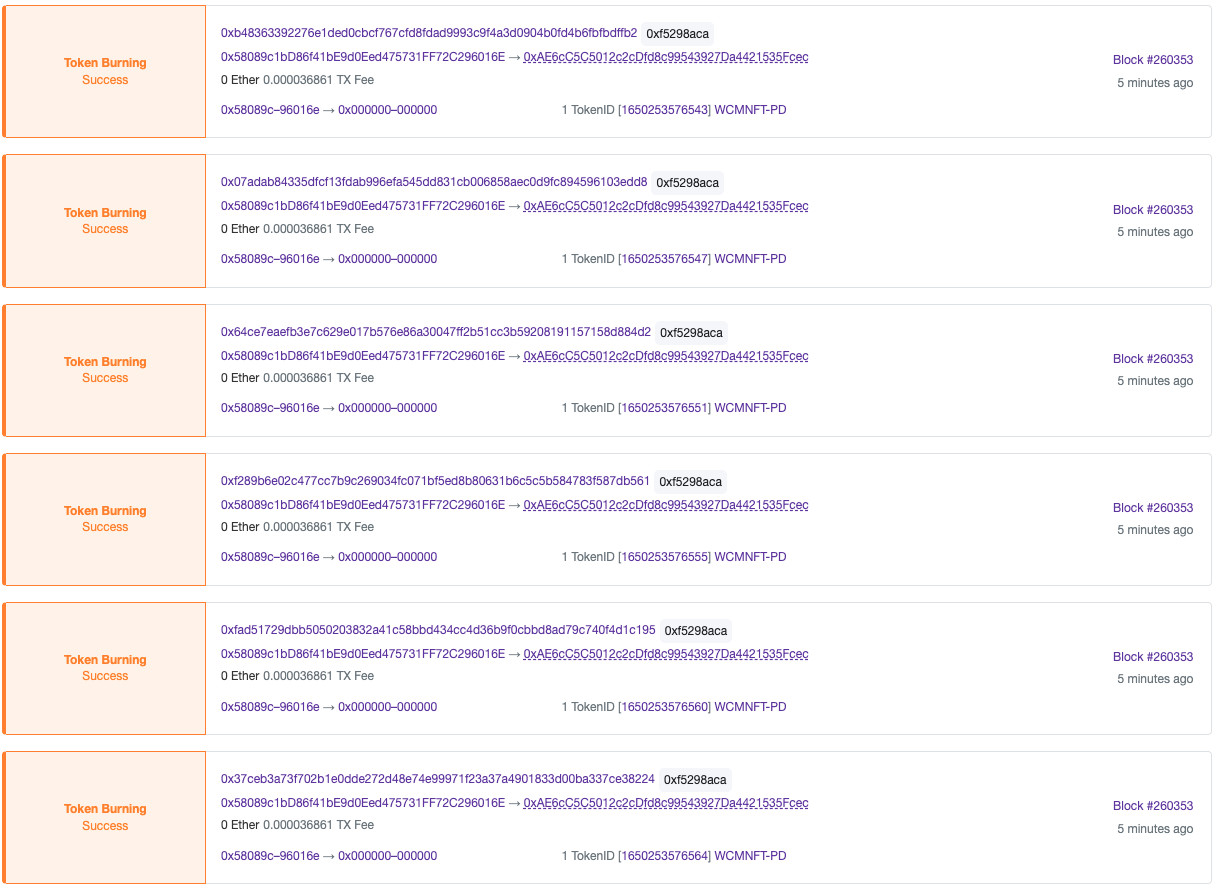 Token Burning
Success
0xb48363392276e1ded0cbcf767cfd8fdad9993c9f4a3d0904b0fd4b6fbfbdffb2 0xf5298aca
0x58089c1bD86f41bE9d0Eed475731FF72C296016E → 0xAE6cC5C5012c2cDfd8c99543927Da4421535Fcec
0 Ether 0.000036861 TX Fee
0x58089c–96016e → 0x000000–000000 1 TokenID [1650253576543] WCMNFT-PD
Block #260353
5 minutes ago
Token Burning
Success
0x07adab84335dfcf13fdab996efa545dd831cb006858aec0d9fc894596103edd8 0xf5298aca
0x58089c1bD86f41bE9d0Eed475731FF72C296016E → 0xAE6cC5C5012c2cDfd8c99543927Da4421535Fcec
0 Ether 0.000036861 TX Fee
0x58089c–96016e → 0x000000–000000 1 TokenID [1650253576547] WCMNFT-PD
Block #260353
5 minutes ago
Token Burning
Success
0x64ce7eaefb3e7c629e017b576e86a30047ff2b51cc3b59208191157158d884d2 0xf5298aca
0x58089c1bD86f41bE9d0Eed475731FF72C296016E → 0xAE6cC5C5012c2cDfd8c99543927Da4421535Fcec
0 Ether 0.000036861 TX Fee
0x58089c–96016e → 0x000000–000000 1 TokenID [1650253576551] WCMNFT-PD
Block #260353
5 minutes ago
Token Burning
Success
0xf289b6e02c477cc7b9c269034fc071bf5ed8b80631b6c5c5b584783f587db561 0xf5298aca
0x58089c1bD86f41bE9d0Eed475731FF72C296016E → 0xAE6cC5C5012c2cDfd8c99543927Da4421535Fcec
0 Ether 0.000036861 TX Fee
0x58089c–96016e → 0x000000–000000 1 TokenID [1650253576555] WCMNFT-PD
Block #260353
5 minutes ago
Token Burning
Success
0xfad51729dbb5050203832a41c58bbd434cc4d36b9f0cbbd8ad79c740f4d1c195 0xf5298aca
0x58089c1bD86f41bE9d0Eed475731FF72C296016E → 0xAE6cC5C5012c2cDfd8c99543927Da4421535Fcec
0 Ether 0.000036861 TX Fee
0x58089c–96016e → 0x000000–000000 1 TokenID [1650253576560] WCMNFT-PD
Block #260353
5 minutes ago
Token Burning
Success
0x37ceb3a73f702b1e0dde272d48e74e99971f23a37a4901833d00ba337ce38224 0xf5298aca
0x58089c1bD86f41bE9d0Eed475731FF72C296016E → 0xAE6cC5C5012c2cDfd8c99543927Da4421535Fcec
0 Ether 0.000036861 TX Fee
0x58089c–96016e → 0x000000–000000 1 TokenID [1650253576564] WCMNFT-PD
Block #260353
5 minutes ago